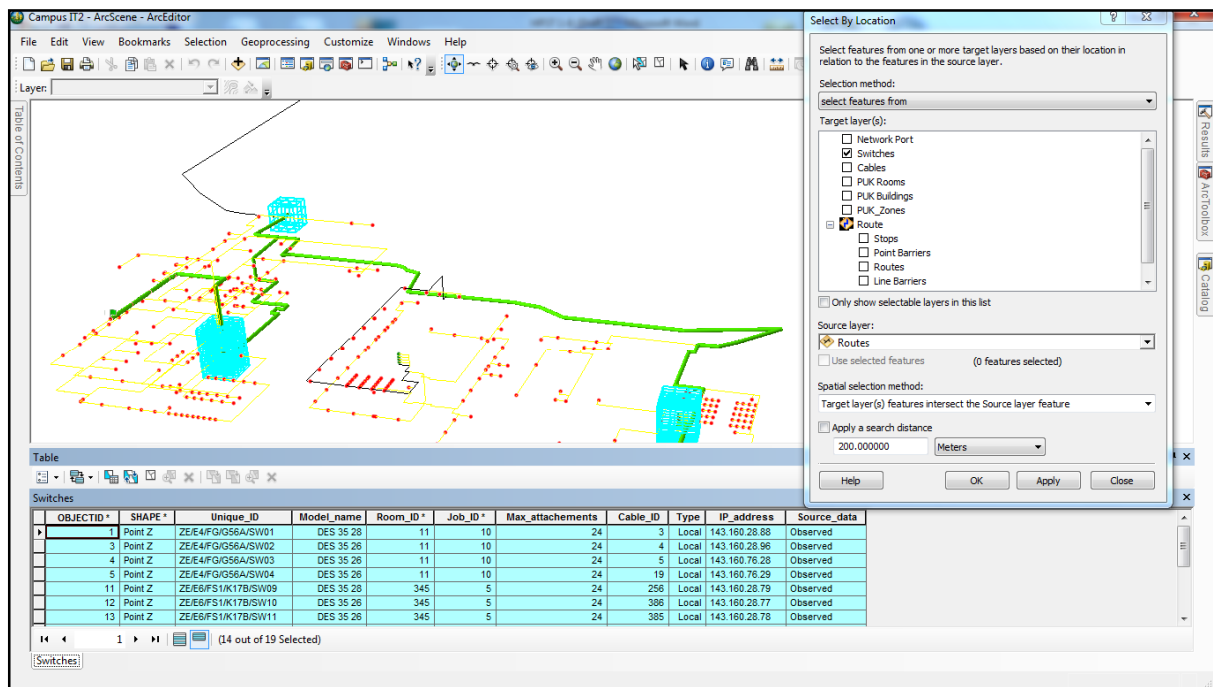 Campus IT2 - ArcScene - ArcEditor
File Edit View Bookmarks Selection Geoprocessing Customize Windows Help
Layer:
Table of Contents
Results
ArcToolbox
Catalog
Select By Location
Select features from one or more target layers based on their location in
relation to the features in the source layer.
Selection method:
select features from
Target layer(s):
Network Port
Switches
Cables
PUK Rooms
PUK Buildings
PUK_Zones
Route
Stops
Point Barriers
Routes
Line Barriers
Only show selectable layers in this list
Source layer:
Routes
Use selected features (0 features selected)
Spatial selection method:
Target layer(s) features intersect the Source layer feature
Apply a search distance
200.000000 Meters
Help OK Apply Close
Table
Switches
OBJECTID * SHAPE * Unique_ID Model_name Room_ID * Job_ID * Max_attachements Cable_ID Type IP_address Source_data
1 Point Z ZE/E4/FG/G56A/SW01 DES 35 28 11 10 24 3 Local 143.160.28.88 Observed
3 Point Z ZE/E4/FG/G56A/SW02 DES 35 26 11 10 24 4 Local 143.160.28.96 Observed
4 Point Z ZE/E4/FG/G56A/SW03 DES 35 26 11 10 24 5 Local 143.160.76.28 Observed
5 Point Z ZE/E4/FG/G56A/SW04 DES 35 26 11 10 24 19 Local 143.160.76.29 Observed
11 Point Z ZE/E6/FS1/K17B/SW09 DES 35 28 345 5 24 256 Local 143.160.28.79 Observed
12 Point Z ZE/E6/FS1/K17B/SW10 DES 35 26 345 5 24 386 Local 143.160.28.77 Observed
13 Point Z ZE/E6/FS1/K17B/SW11 DES 35 26 345 5 24 385 Local 143.160.28.78 Observed
1 (14 out of 19 Selected)
Switches